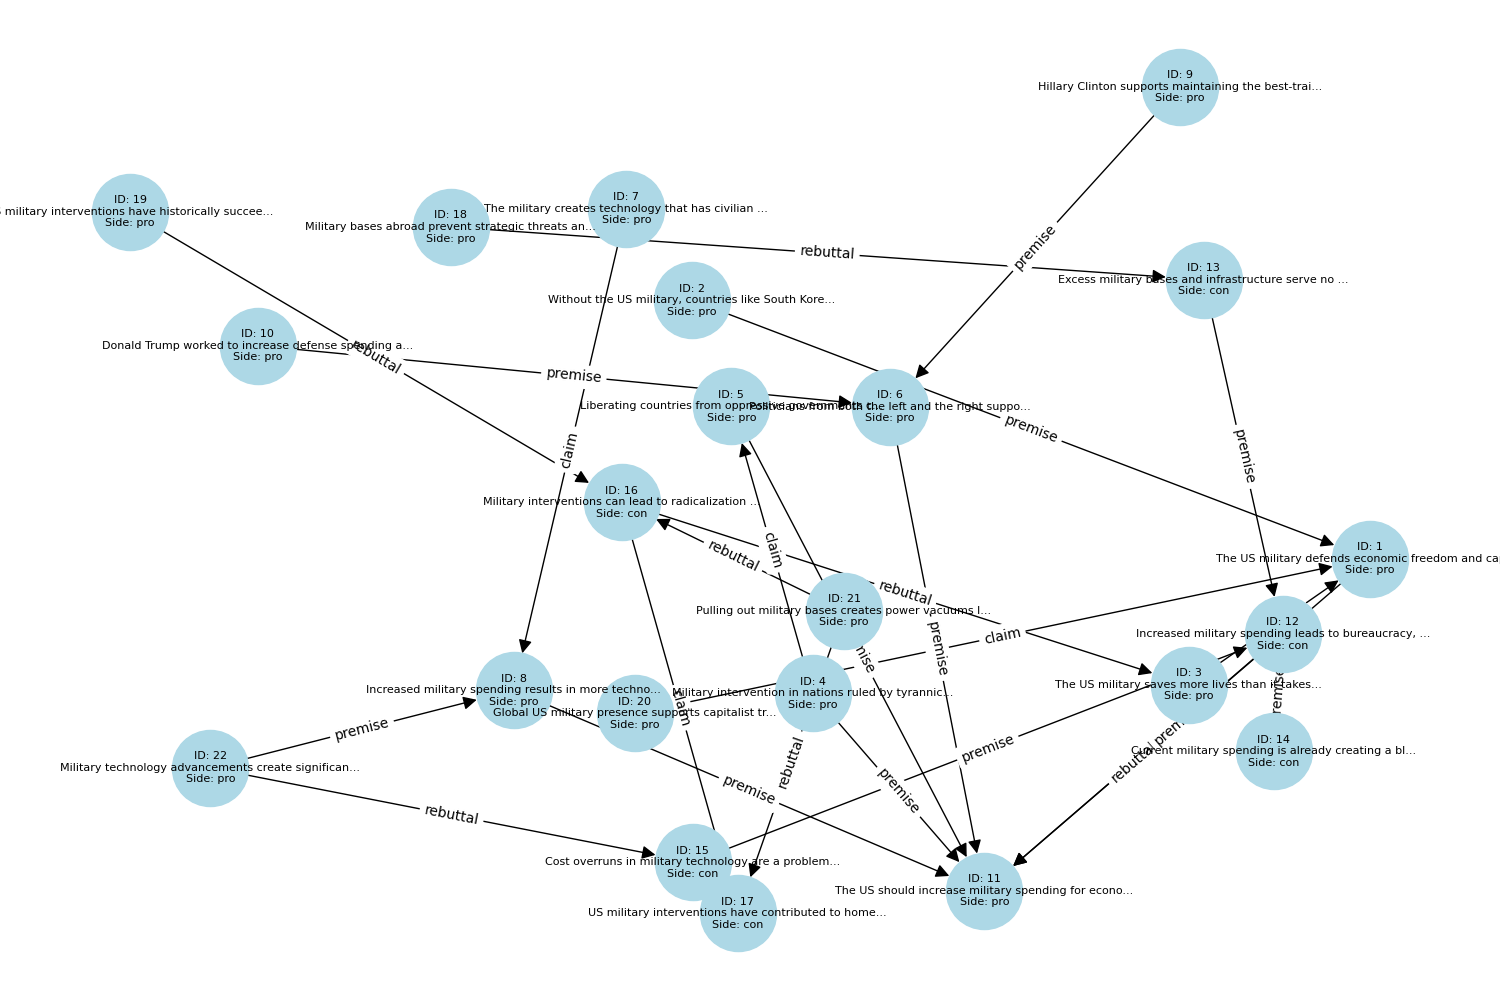 ID: 9
Hillary Clinton supports maintaining the best-trai...
Side: pro
ID: 19
military interventions have historically succee...
Side: pro
ID: 7
The military creates technology that has civilian ...
Side: pro
ID: 18
Military bases abroad prevent strategic threats an...
Side: pro
rebuttal
premise
ID: 13
Excess military bases and infrastructure serve no ...
Side: con
ID: 2
Without the US military, countries like South Kore...
Side: pro
ID: 10
Donald Trump worked to increase defense spending a...
Side: pro
rebuttal
premise
ID: 5
Liberating countries from oppressive governments c...
Side: pro
ID: 6
Politicians from both the left and the right suppo...
Side: pro
premise
claim
premise
ID: 16
Military interventions can lead to radicalization ...
Side: con
rebuttal
claim
ID: 1
The US military defends economic freedom and ca
Side: pro
rebuttal
ID: 21
Pulling out military bases creates power vacuums l...
Side: pro
claim
premise
ID: 12
Increased military spending leads to bureaucracy, ...
Side: con
ID: 8
Increased military spending results in more techno...
Side: pro
ID: 20
Global US military presence supports capitalist tr...
Side: pro
claim
ID: 4
Military intervention in nations ruled by tyrannic...
Side: pro
ID: 3
The US military saves more lives than it takes...
Side: pro
premise
rebuttal
premise
rebuttal
ID: 14
Current military spending is already creating a bl...
Side: con
ID: 22
Military technology advancements create significan...
Side: pro
premise
premise
rebuttal
ID: 15
Cost overruns in military technology are a problem...
Side: con
ID: 17
US military interventions have contributed to home...
Side: con
ID: 11
The US should increase military spending for econo...
Side: pro